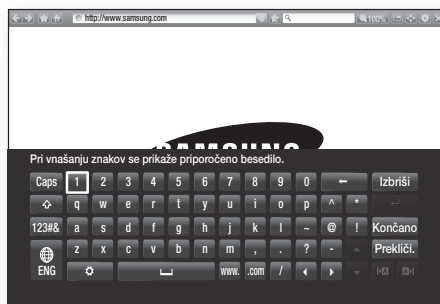 http://www.samsung.com 100%
SAMSUNG
Pri vnašanju znakov se prikaže priporočeno besedilo.
Caps 1 2 3 4 5 6 7 8 9 0 ← Izbriši
q w e r t y u i o p ^ *
123#& a s d f g h j k l ~ @ ! Končano
z x c v b n m , . ? - Prekliči.
ENG www. .com /